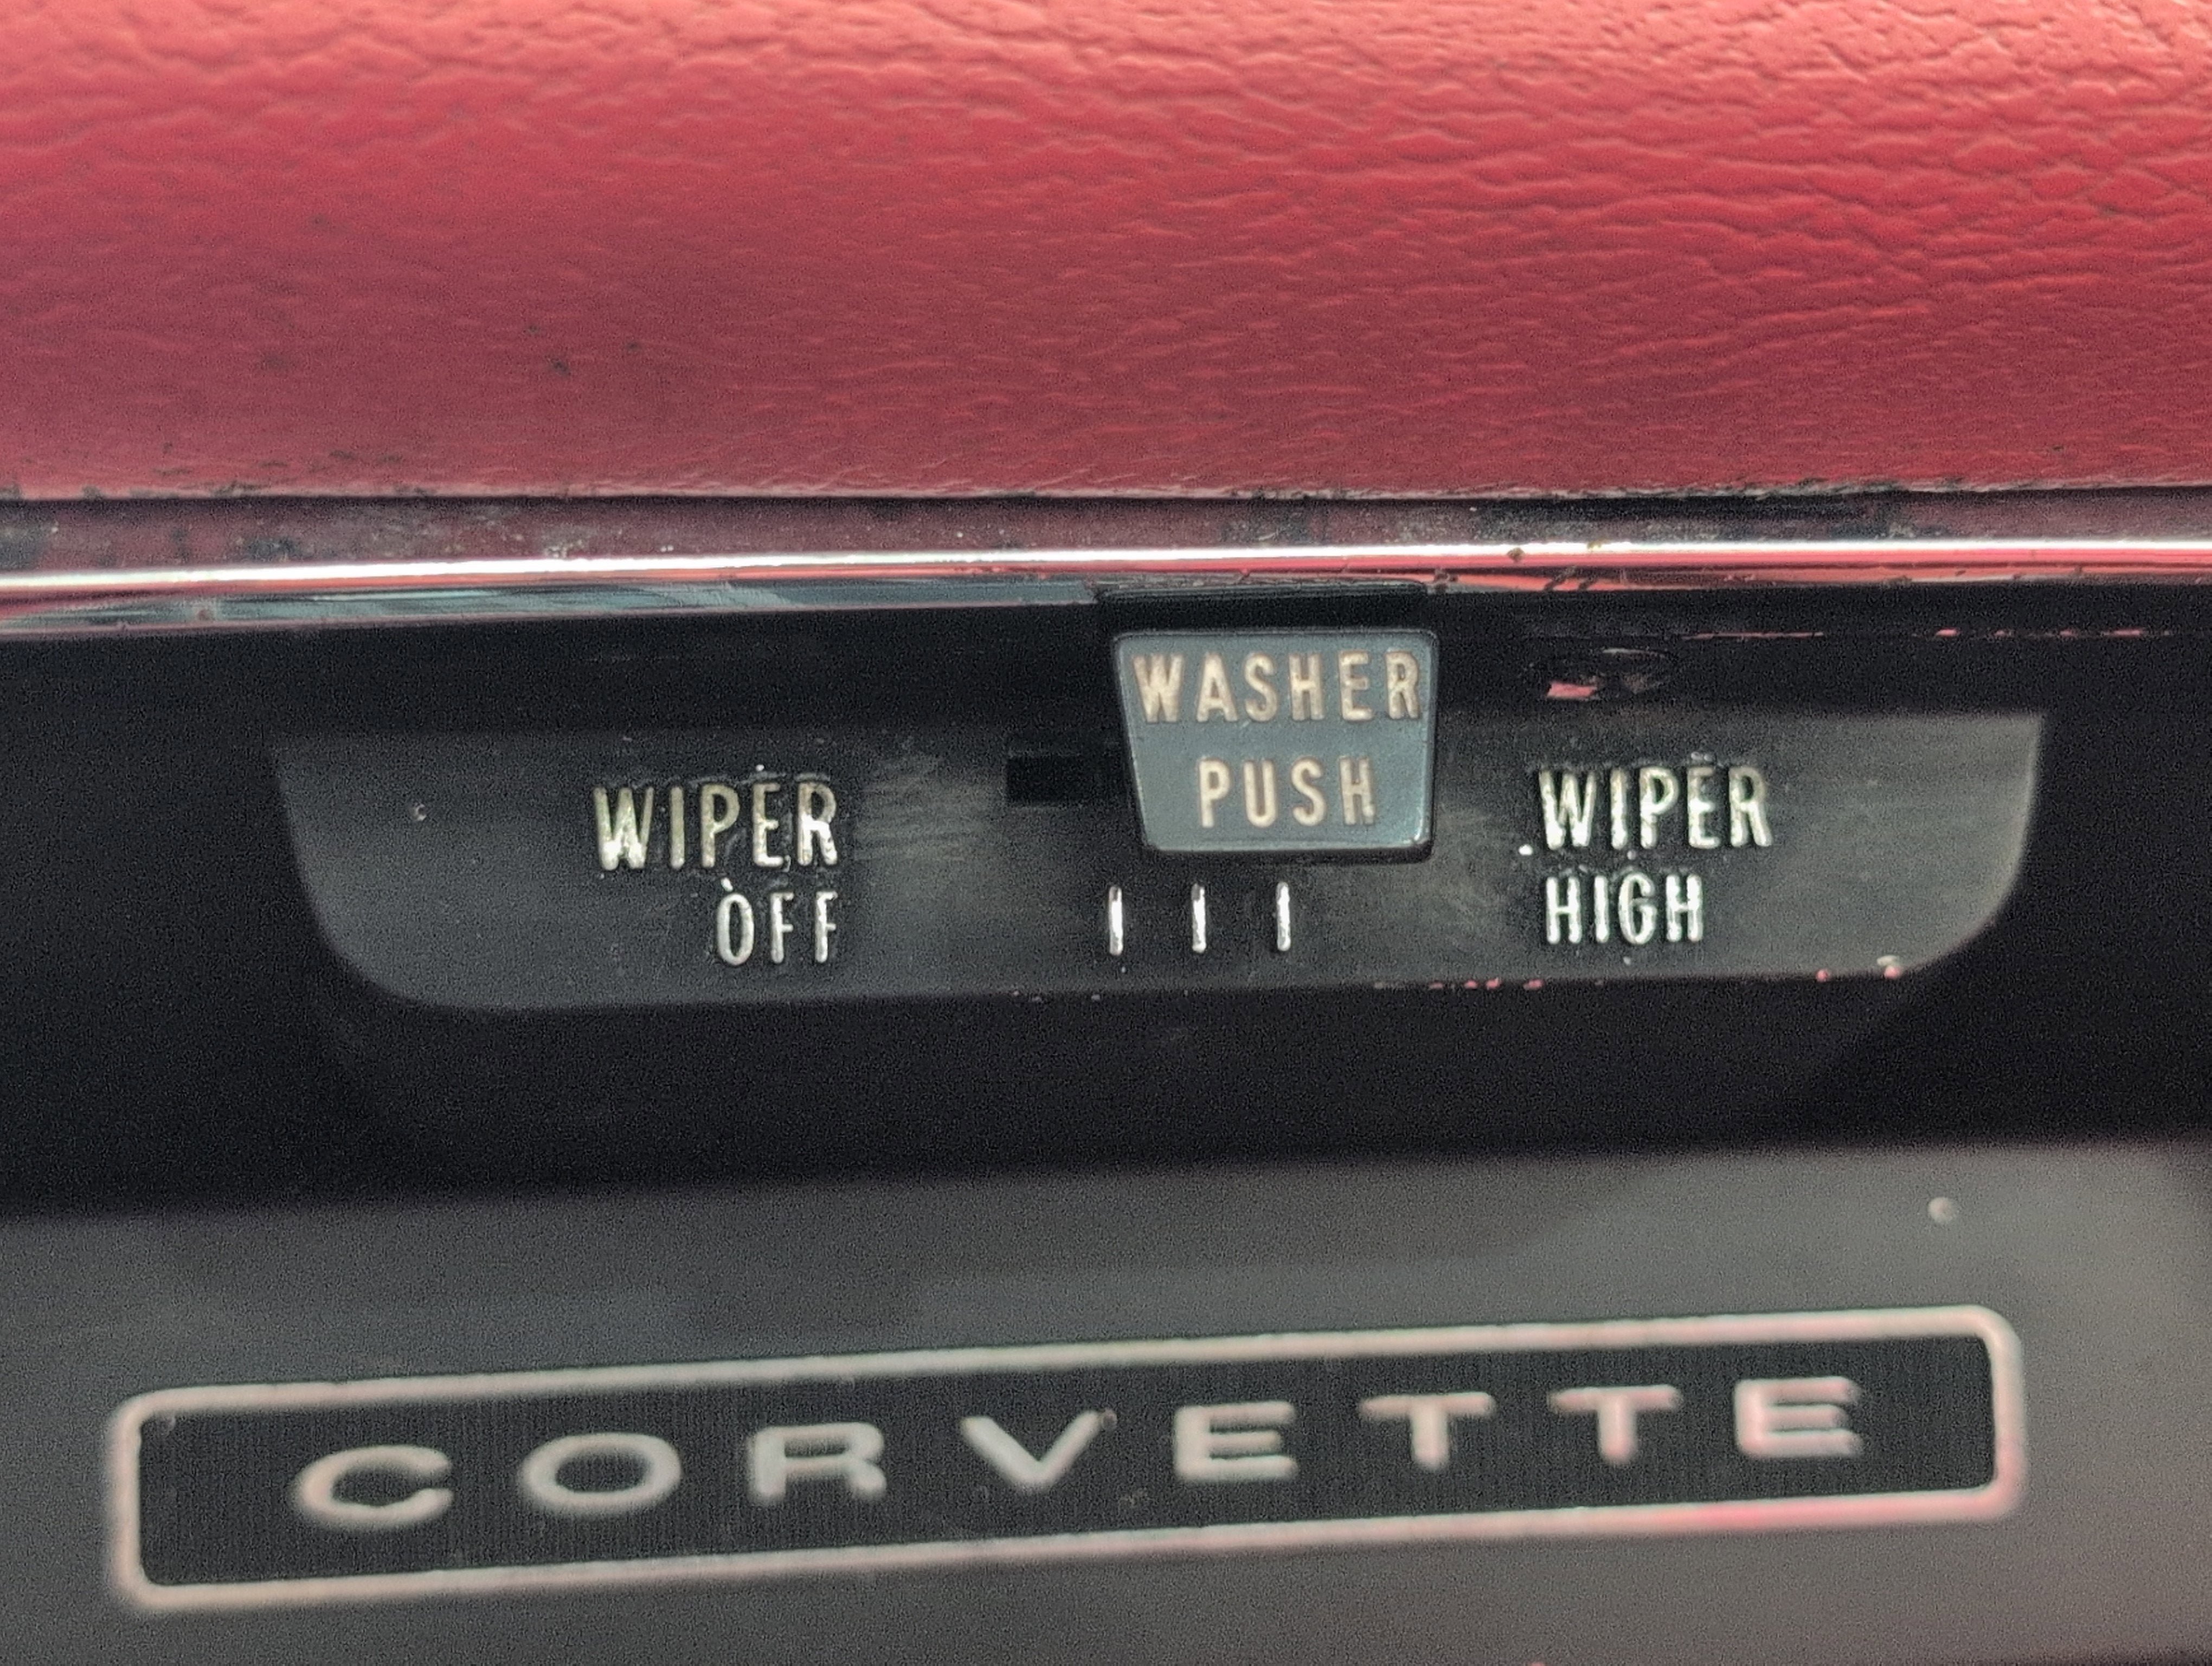 WASHER
PUSH
WIPER
OFF
WIPER
HIGH
CORVETTE